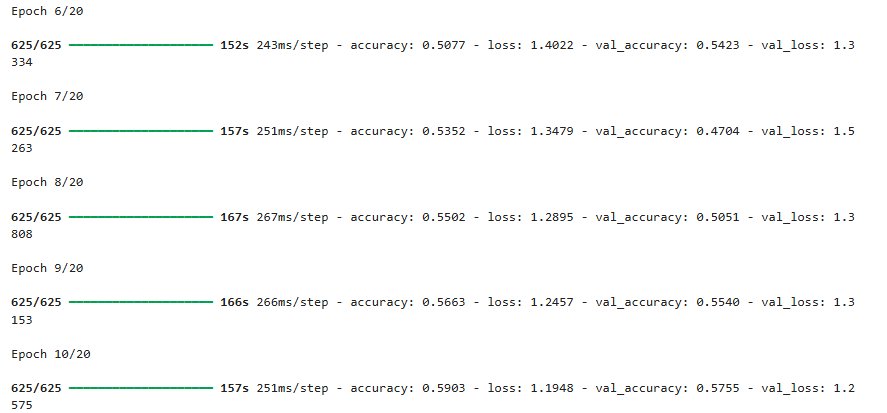 Epoch 6/20
625/625 ━━━━━━━━━━━━━━━━━━━━ 152s 243ms/step - accuracy: 0.5077 - loss: 1.4022 - val_accuracy: 0.5423 - val_loss: 1.3
334
Epoch 7/20
625/625 ━━━━━━━━━━━━━━━━━━━━ 157s 251ms/step - accuracy: 0.5352 - loss: 1.3479 - val_accuracy: 0.4704 - val_loss: 1.5
263
Epoch 8/20
625/625 ━━━━━━━━━━━━━━━━━━━━ 167s 267ms/step - accuracy: 0.5502 - loss: 1.2895 - val_accuracy: 0.5051 - val_loss: 1.3
808
Epoch 9/20
625/625 ━━━━━━━━━━━━━━━━━━━━ 166s 266ms/step - accuracy: 0.5663 - loss: 1.2457 - val_accuracy: 0.5540 - val_loss: 1.3
153
Epoch 10/20
625/625 ━━━━━━━━━━━━━━━━━━━━ 157s 251ms/step - accuracy: 0.5903 - loss: 1.1948 - val_accuracy: 0.5755 - val_loss: 1.2
575